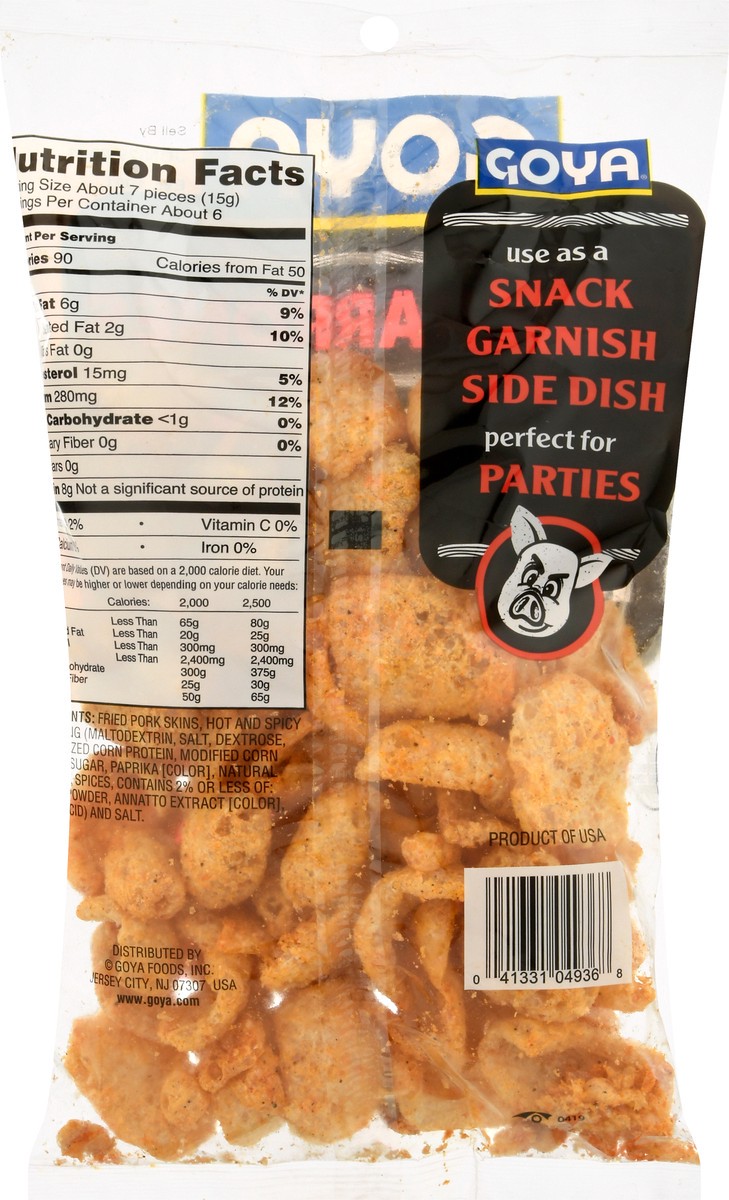 Sell By
GOYA
GOYA
utrition Facts
ing Size About 7 pieces (15g)
ings Per Container About 6
nt Per Serving
ries 90 Calories from Fat 50
% DV*
Fat 6g 9%
ted Fat 2g 10%
s Fat 0g
sterol 15mg 5%
m 280mg 12%
Carbohydrate <1g 0%
ary Fiber 0g 0%
ars 0g
in 8g Not a significant source of protein
2% • Vitamin C 0%
• Iron 0%
(DV) are based on a 2,000 calorie diet. Your
may be higher or lower depending on your calorie needs:
Calories: 2,000 2,500
Less Than 65g 80g
d Fat Less Than 20g 25g
Less Than 300mg 300mg
Less Than 2,400mg 2,400mg
ohydrate 300g 375g
Fiber 25g 30g
50g 65g
NTS: FRIED PORK SKINS, HOT AND SPICY
NG (MALTODEXTRIN, SALT, DEXTROSE,
ZED CORN PROTEIN, MODIFIED CORN
SUGAR, PAPRIKA [COLOR], NATURAL
SPICES, CONTAINS 2% OR LESS OF:
OWDER, ANNATTO EXTRACT [COLOR],
CID) AND SALT.
DISTRIBUTED BY
© GOYA FOODS, INC.
JERSEY CITY, NJ 07307 USA
www.goya.com
use as a
SNACK
GARNISH
SIDE DISH
perfect for
PARTIES
PRODUCT OF USA
0 41331 04936 8